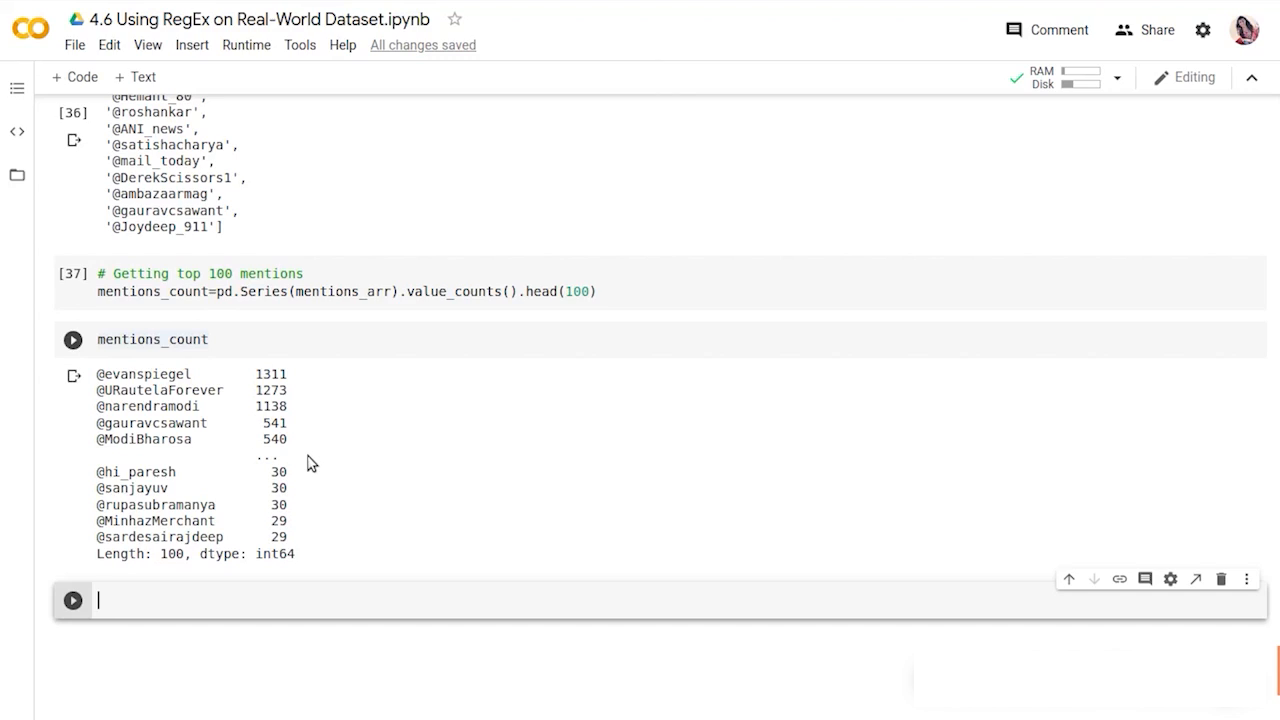 4.6 Using RegEx on Real-World Dataset.ipynb
Comment
Share
File Edit View Insert Runtime Tools Help All changes saved
+ Code + Text
RAM
Disk
Editing
'@Hemant_80',
[36] '@roshankar',
'@ANI_news',
'@satishacharya',
'@mail_today',
'@DerekScissors1',
'@ambazaarmag',
'@gauravcsawant',
'@Joydeep_911']
[37] # Getting top 100 mentions
mentions_count=pd.Series(mentions_arr).value_counts().head(100)
mentions_count
@evanspiegel 1311
@URautelaForever 1273
@narendramodi 1138
@gauravcsawant 541
@ModiBharosa 540
...
@hi_paresh 30
@sanjayuv 30
@rupasubramanya 30
@MinhazMerchant 29
@sardesairajdeep 29
Length: 100, dtype: int64